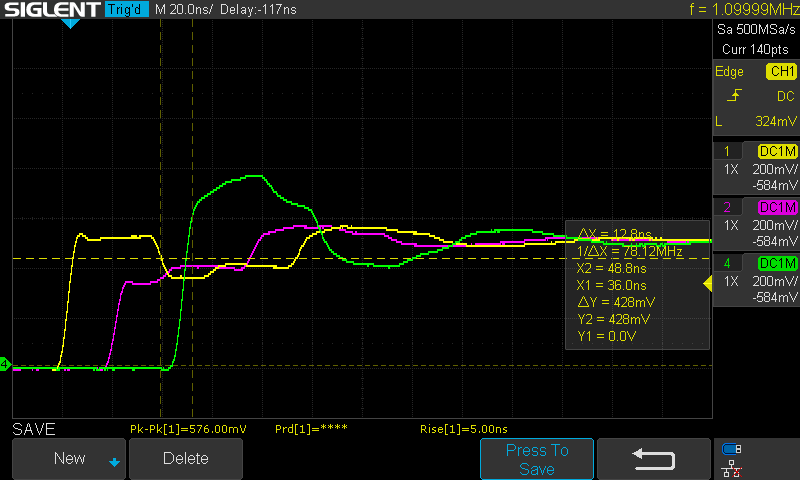 SIGLENT Trig'd M 20.0ns/ Delay:-117ns f = 1.09999MHz
Sa 500MSa/s
Curr 140pts
Edge CH1
DC
L 324mV
1 DC1M
1X 200mV/
-584mV
2 DC1M
1X 200mV/
-584mV
4 DC1M
1X 200mV/
-584mV
ΔX = 12.8ns
1/ΔX = 78.12MHz
X2 = 48.8ns
X1 = 36.0ns
ΔY = 428mV
Y2 = 428mV
Y1 = 0.0V
4
SAVE Pk-Pk[1]=576.00mV Prd[1]=**** Rise[1]=5.00ns
New Delete Press To
Save